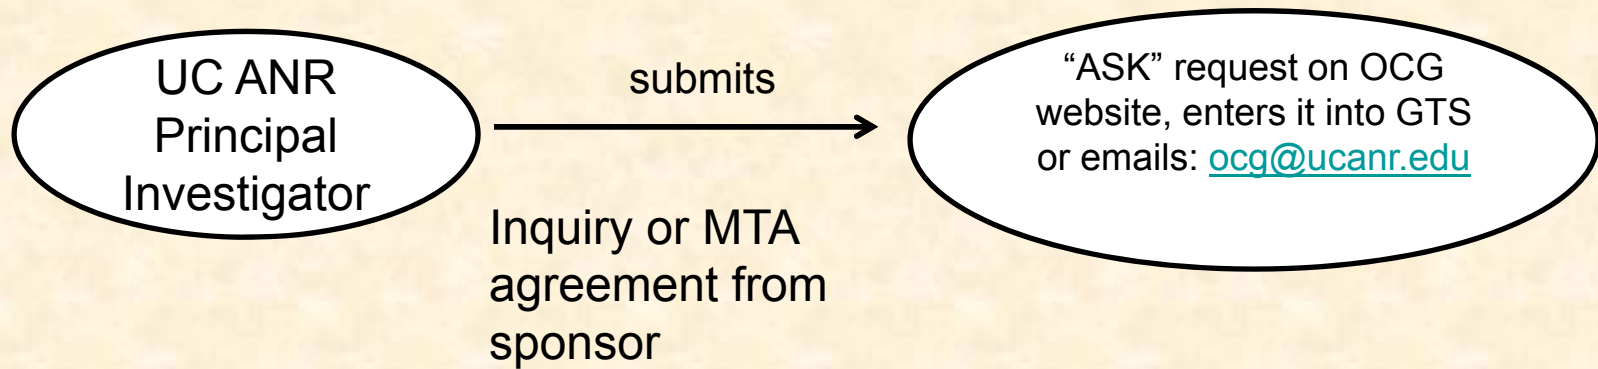 UC ANR
Principal
Investigator
submits
Inquiry or MTA
agreement from
sponsor
“ASK” request on OCG
website, enters it into GTS
or emails: ocg@ucanr.edu